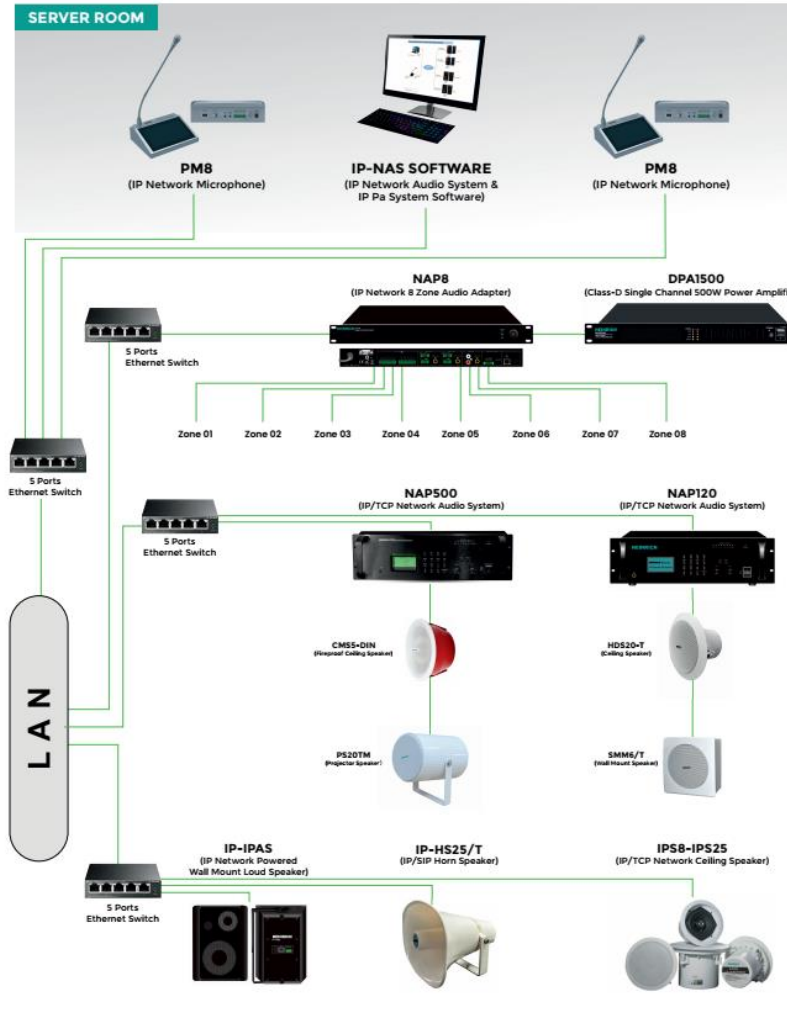 SERVER ROOM
PM8
(IP Network Microphone)
IP-NAS SOFTWARE
(IP Network Audio System &
IP Pa System Software)
PM8
(IP Network Microphone)
NAP8
(IP Network 8 Zone Audio Adapter)
DPA1500
(Class-D Single Channel 500W Power Amplifi
5 Ports
Ethernet Switch
Zone 01
Zone 02
Zone 03
Zone 04
Zone 05
Zone 06
Zone 07
Zone 08
5 Ports
Ethernet Switch
NAP500
(IP/TCP Network Audio System)
NAP120
(IP/TCP Network Audio System)
5 Ports
Ethernet Switch
CMS5-DIN
(Fireproof Ceiling Speaker)
HDS20-T
(Ceiling Speaker)
LAN
PS20TM
(Projector Speaker)
SMM6/T
(Wall Mount Speaker)
IP-IPAS
(IP Network Powered
Wall Mount Loud Speaker)
IP-HS25/T
(IP/SIP Horn Speaker)
IPS8-IPS25
(IP/TCP Network Ceiling Speaker)
5 Ports
Ethernet Switch